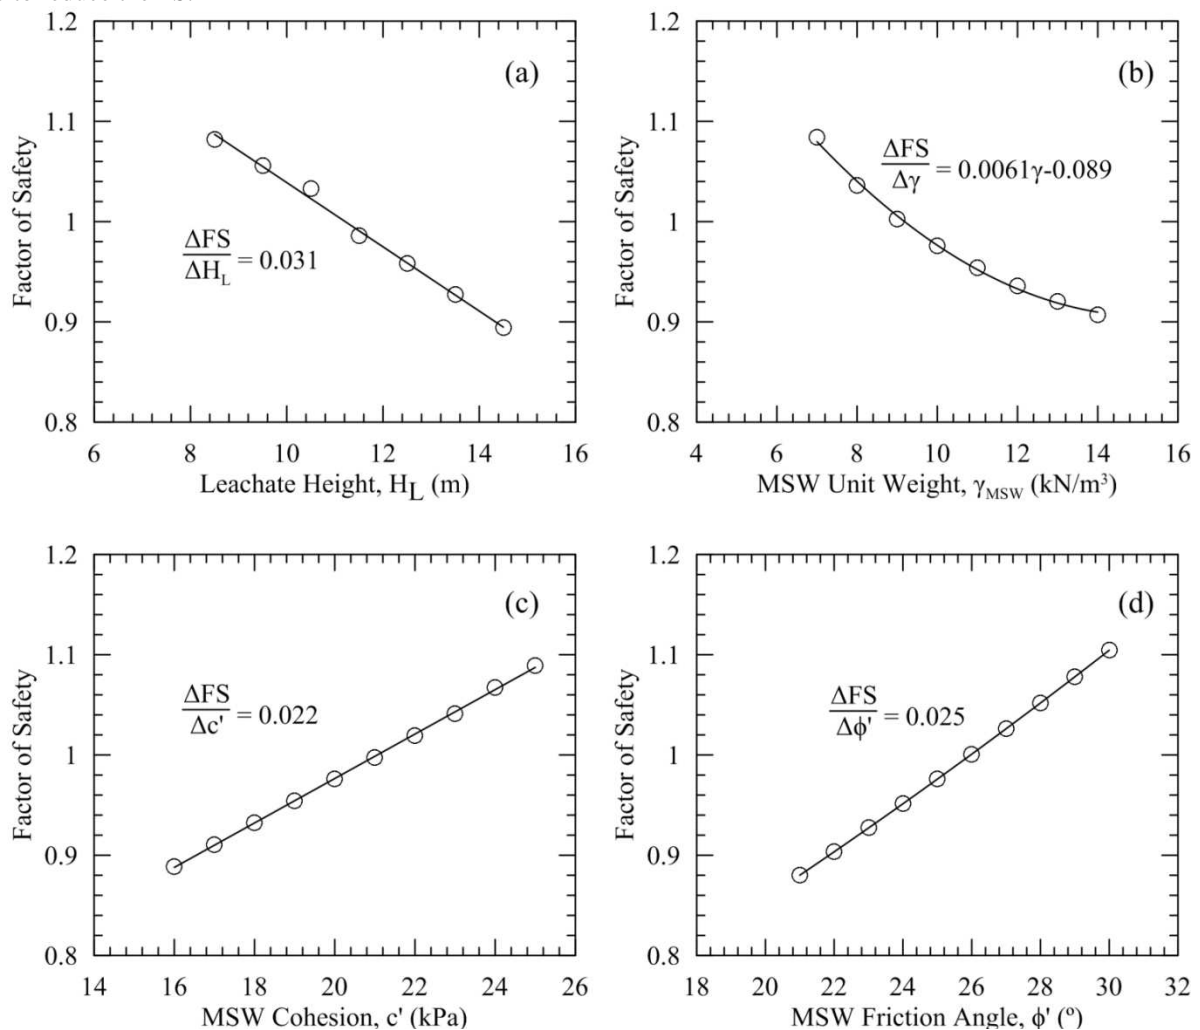 1.2
1.1
1
0.9
0.8
Factor of Safety
(a)
ΔFS
ΔH_L = 0.031
6 8 10 12 14 16
Leachate Height, H_L (m)
1.2
1.1
1
0.9
0.8
Factor of Safety
(b)
ΔFS
Δγ = 0.0061γ-0.089
4 6 8 10 12 14 16
MSW Unit Weight, γ_MSW (kN/m³)
1.2
1.1
1
0.9
0.8
Factor of Safety
(c)
ΔFS
Δc' = 0.022
14 16 18 20 22 24 26
MSW Cohesion, c' (kPa)
1.2
1.1
1
0.9
0.8
Factor of Safety
(d)
ΔFS
Δϕ' = 0.025
18 20 22 24 26 28 30 32
MSW Friction Angle, ϕ' (º)